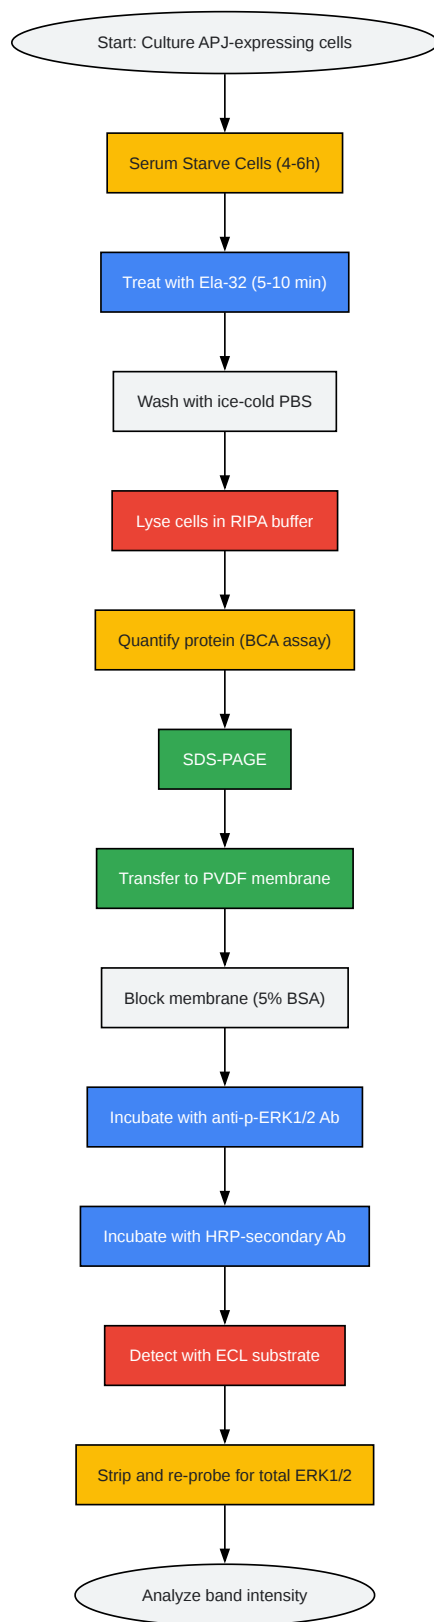 Start: Culture APJ-expressing cells
Serum Starve Cells (4-6h)
Treat with Ela-32 (5-10 min)
Wash with ice-cold PBS
Lyse cells in RIPA buffer
Quantify protein (BCA assay)
SDS-PAGE
Transfer to PVDF membrane
Block membrane (5% BSA)
Incubate with anti-p-ERK1/2 Ab
Incubate with HRP-secondary Ab
Detect with ECL substrate
Strip and re-probe for total ERK1/2
Analyze band intensity